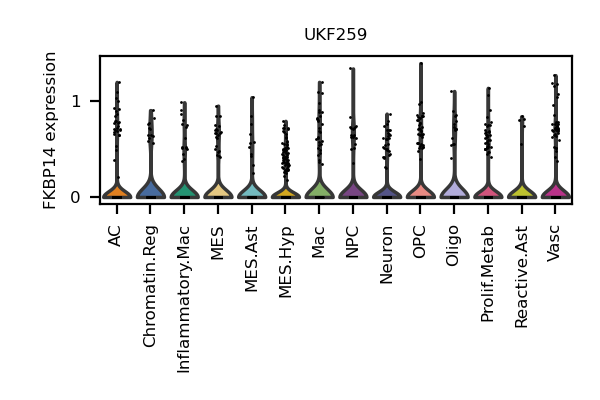 UKF259
FKBP14 expression
1
0
AC
Chromatin.Reg
Inflammatory.Mac
MES
MES.Ast
MES.Hyp
Mac
NPC
Neuron
OPC
Oligo
Prolif.Metab
Reactive.Ast
Vasc